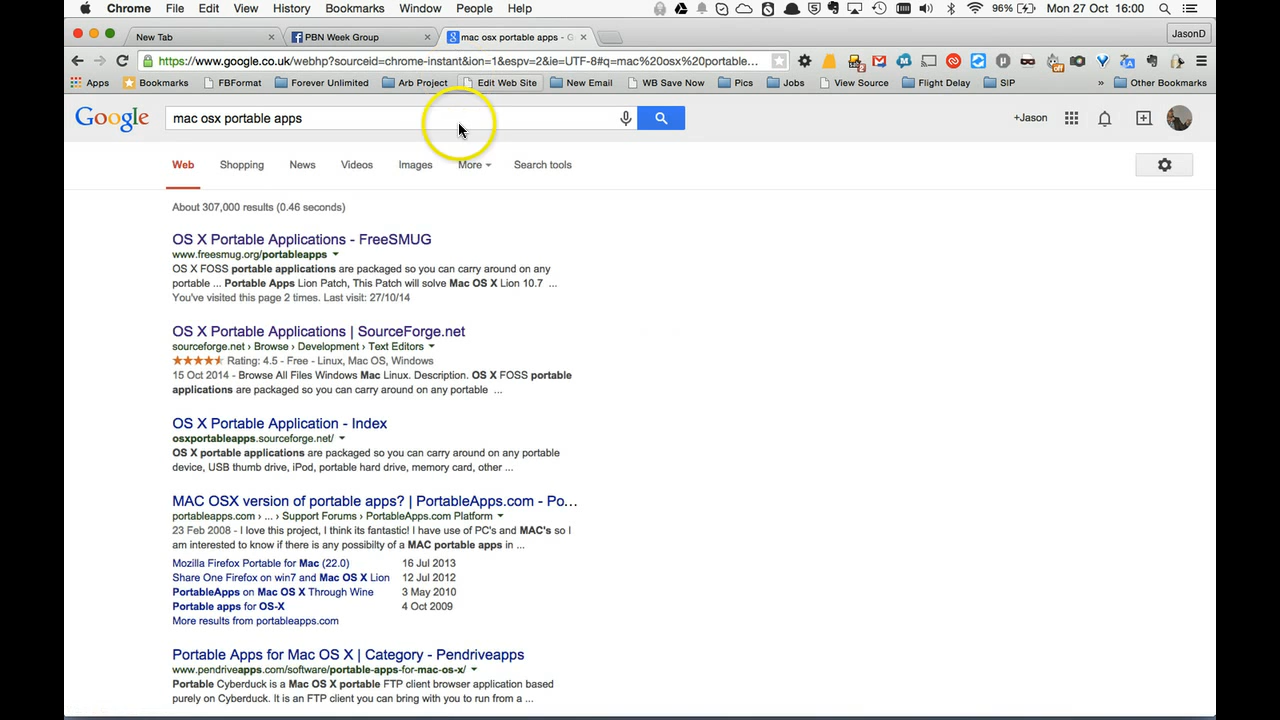 Chrome File Edit View History Bookmarks Window People Help 96% Mon 27 Oct 16:00
New Tab PBN Week Group mac osx portable apps - G JasonD
https://www.google.co.uk/webhp?sourceid=chrome-instant&ion=1&espv=2&ie=UTF-8#q=mac%20osx%20portable...
Apps Bookmarks FBFormat Forever Unlimited Arb Project Edit Web Site New Email WB Save Now Pics Jobs View Source Flight Delay SIP » Other Bookmarks
Google mac osx portable apps +Jason
Web Shopping News Videos Images More Search tools
About 307,000 results (0.46 seconds)
OS X Portable Applications - FreeSMUG
www.freesmug.org/portableapps
OS X FOSS portable applications are packaged so you can carry around on any
portable ... Portable Apps Lion Patch, This Patch will solve Mac OS X Lion 10.7 ...
You've visited this page 2 times. Last visit: 27/10/14
OS X Portable Applications | SourceForge.net
sourceforge.net › Browse › Development › Text Editors
Rating: 4.5 - Free - Linux, Mac OS, Windows
15 Oct 2014 - Browse All Files Windows Mac Linux. Description. OS X FOSS portable
applications are packaged so you can carry around on any portable ...
OS X Portable Application - Index
osxportableapps.sourceforge.net/
OS X portable applications are packaged so you can carry around on any portable
device, USB thumb drive, iPod, portable hard drive, memory card, other ...
MAC OSX version of portable apps? | PortableApps.com - Po...
portableapps.com › ... › Support Forums › PortableApps.com Platform
23 Feb 2008 - I love this project, I think its fantastic! I have use of PC's and MAC's so I
am interested to know if there is any possibilty of a MAC portable apps in ...
Mozilla Firefox Portable for Mac (22.0) 16 Jul 2013
Share One Firefox on win7 and Mac OS X Lion 12 Jul 2012
PortableApps on Mac OS X Through Wine 3 May 2010
Portable apps for OS-X 4 Oct 2009
More results from portableapps.com
Portable Apps for Mac OS X | Category - Pendriveapps
www.pendriveapps.com/software/portable-apps-for-mac-os-x/
Portable Cyberduck is a Mac OS X portable FTP client browser application based
purely on Cyberduck. It is an FTP client you can bring with you to run from a ...